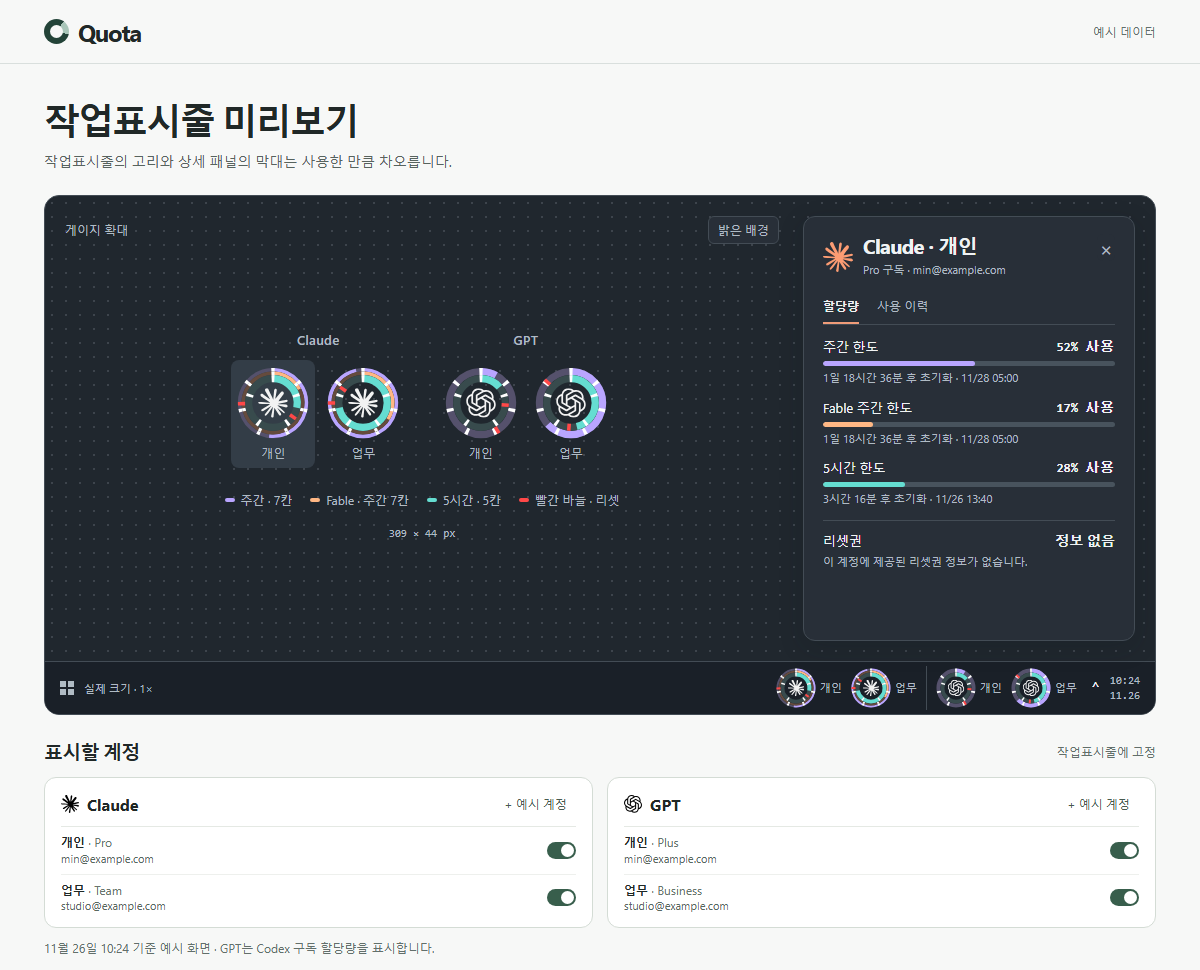 Quota
예시 데이터
작업표시줄 미리보기
작업표시줄의 고리와 상세 패널의 막대는 사용한 만큼 차오릅니다.
게이지 확대
밝은 배경
Claude
GPT
개인
업무
개인
업무
주간 · 7칸
Fable · 주간 7칸
5시간 · 5칸
빨간 바늘 · 리셋
309 × 44 px
Claude · 개인
×
Pro 구독 · min@example.com
할당량
사용 이력
주간 한도
52% 사용
1일 18시간 36분 후 초기화 · 11/28 05:00
Fable 주간 한도
17% 사용
1일 18시간 36분 후 초기화 · 11/28 05:00
5시간 한도
28% 사용
3시간 16분 후 초기화 · 11/26 13:40
리셋권
정보 없음
이 계정에 제공된 리셋권 정보가 없습니다.
실제 크기 · 1×
개인
업무
개인
업무
^
10:24
11.26
표시할 계정
작업표시줄에 고정
Claude
+ 예시 계정
개인 · Pro
min@example.com
업무 · Team
studio@example.com
GPT
+ 예시 계정
개인 · Plus
min@example.com
업무 · Business
studio@example.com
11월 26일 10:24 기준 예시 화면 · GPT는 Codex 구독 할당량을 표시합니다.